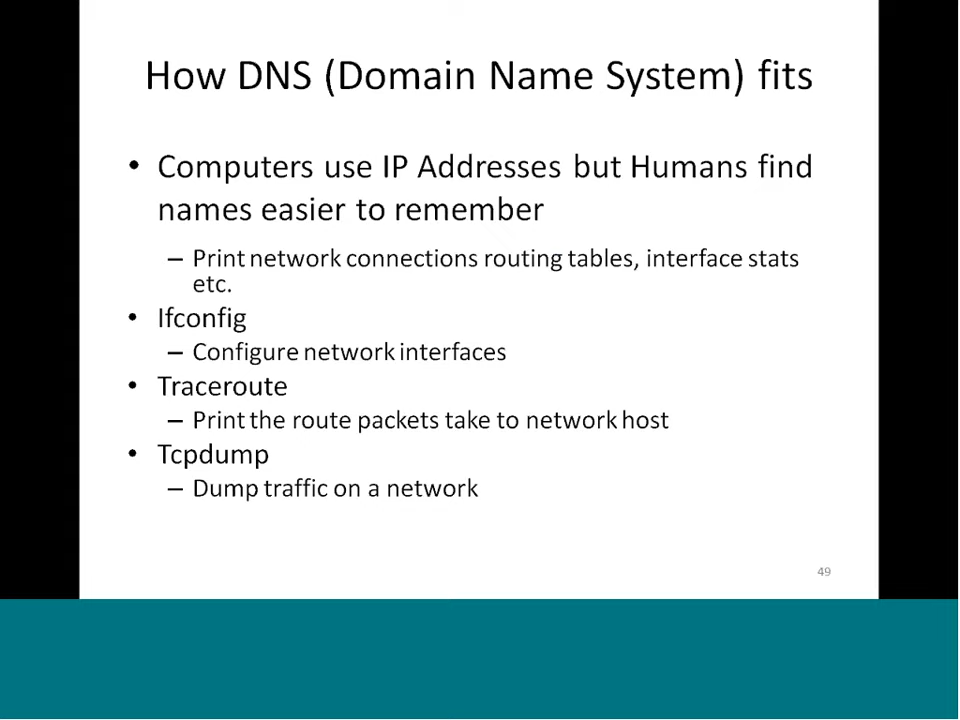 How DNS (Domain Name System) fits
• Computers use IP Addresses but Humans find
names easier to remember
– Print network connections routing tables, interface stats
etc.
• Ifconfig
– Configure network interfaces
• Traceroute
– Print the route packets take to network host
• Tcpdump
– Dump traffic on a network
49